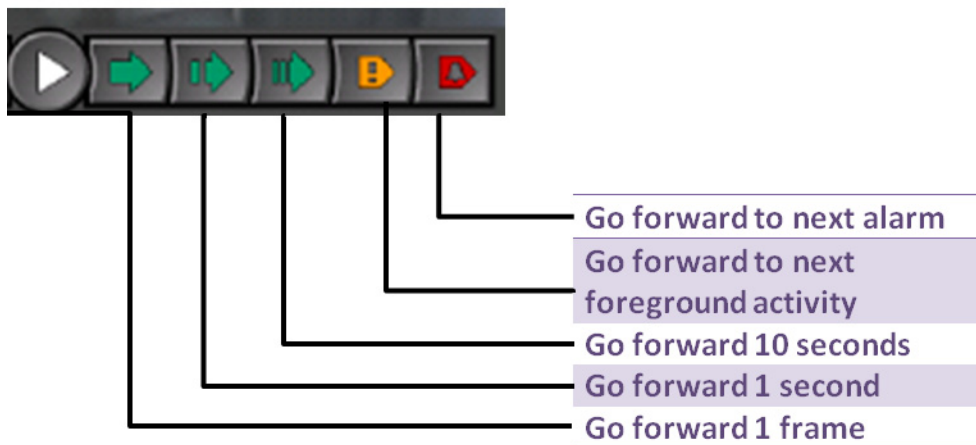 Go forward to next alarm
Go forward to next
foreground activity
Go forward 10 seconds
Go forward 1 second
Go forward 1 frame